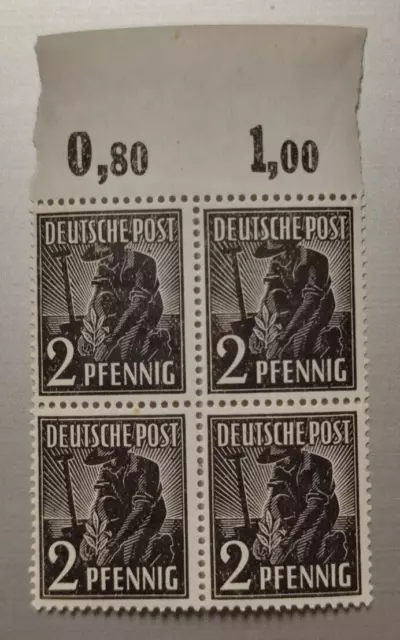 0,80 1,00
DEUTSCHE POST DEUTSCHE POST
2 PFENNIG 2 PFENNIG
DEUTSCHE POST DEUTSCHE POST
2 PFENNIG 2 PFENNIG